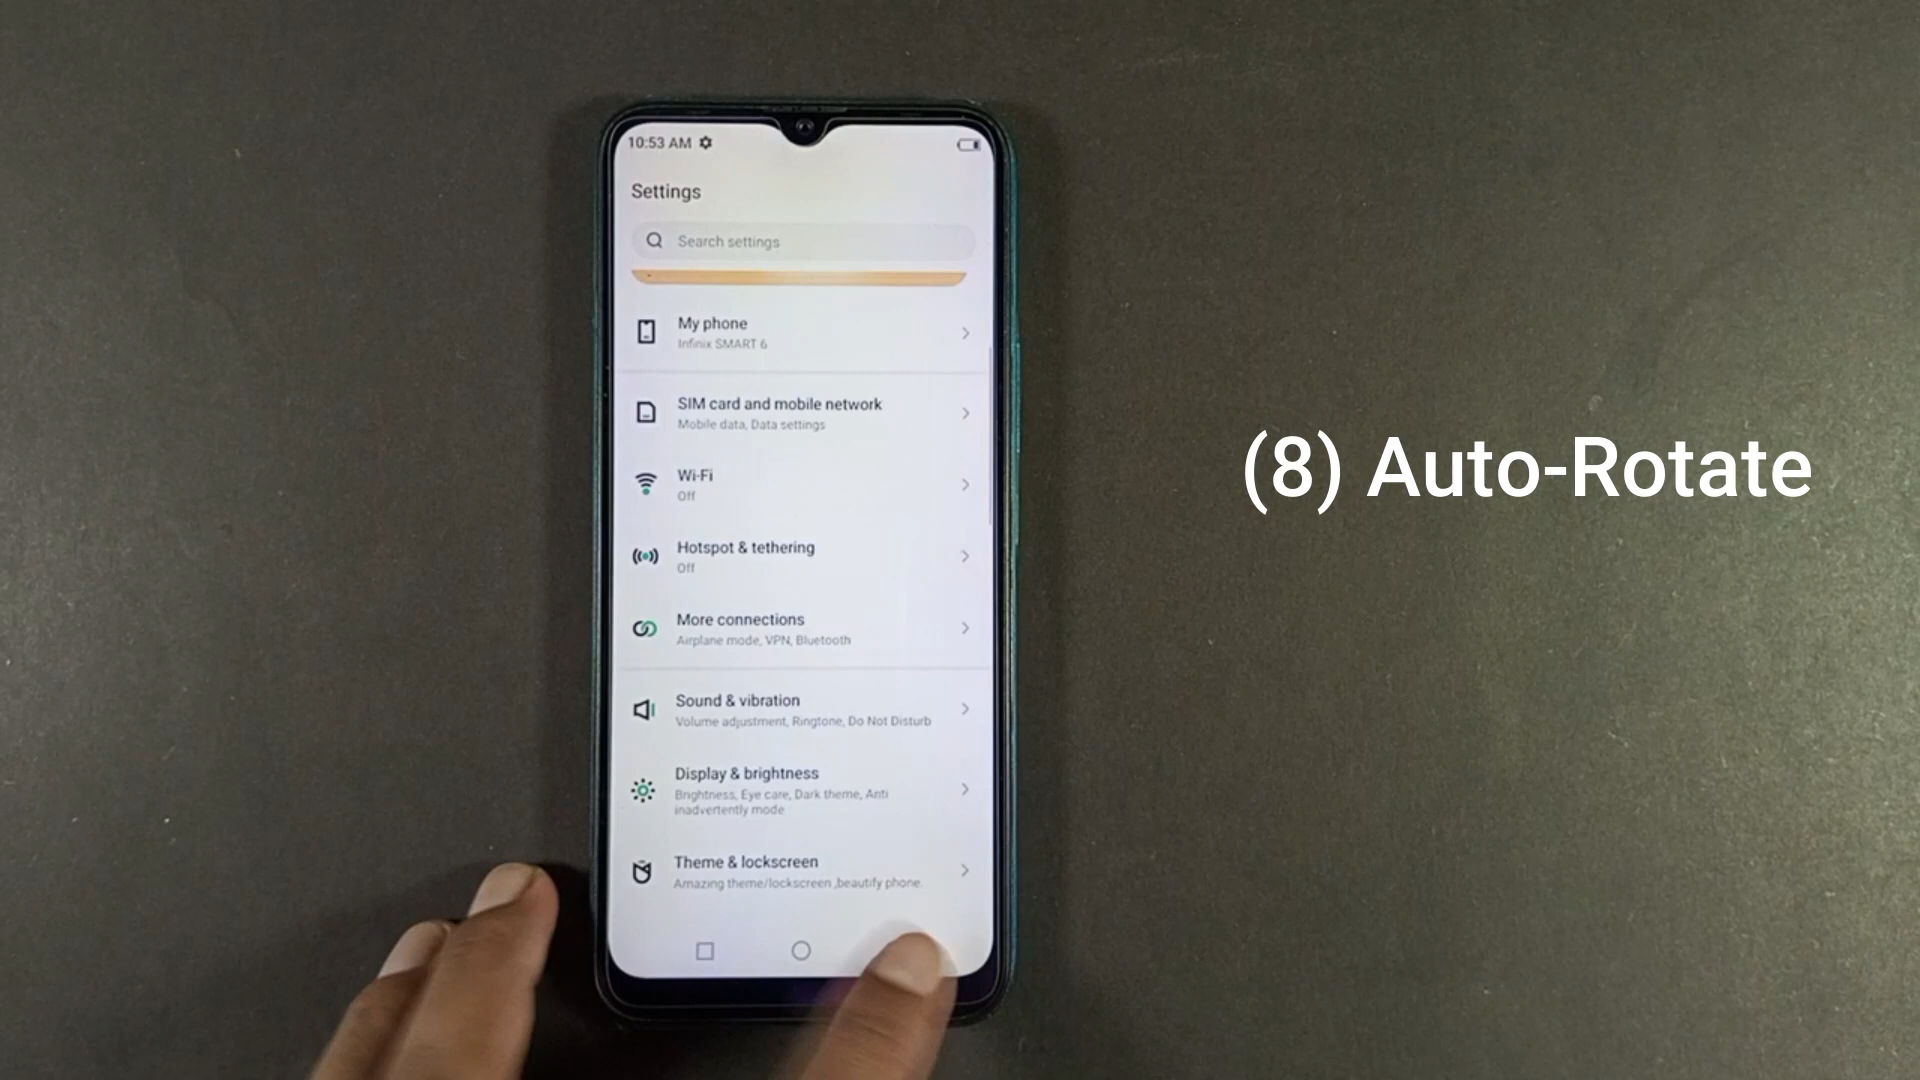 10:53 AM
Settings
Search settings
My phone
Infinix SMART 6
SIM card and mobile network
Mobile data, Data settings
Wi-Fi
Off
Hotspot & tethering
Off
More connections
Airplane mode, VPN, Bluetooth
Sound & vibration
Volume adjustment, Ringtone, Do Not Disturb
Display & brightness
Brightness, Eye care, Dark theme, Anti
inadvertently mode
Theme & lockscreen
Amazing theme/lockscreen ,beautify phone.
(8) Auto-Rotate